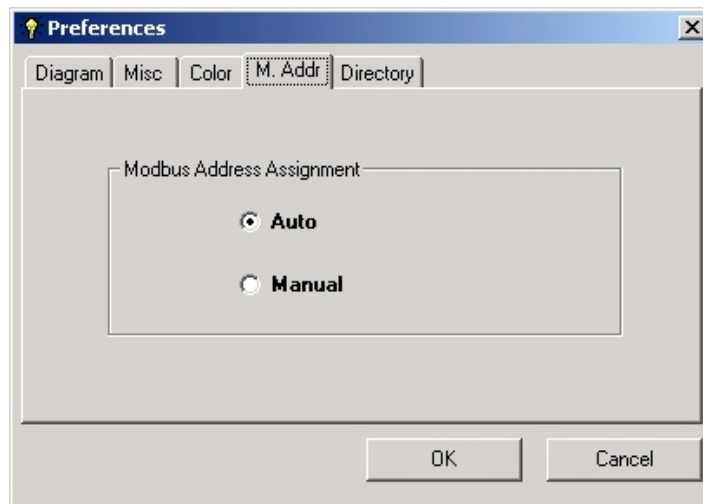 Preferences
Diagram Misc Color M. Addr Directory
Modbus Address Assignment
Auto
Manual
OK Cancel